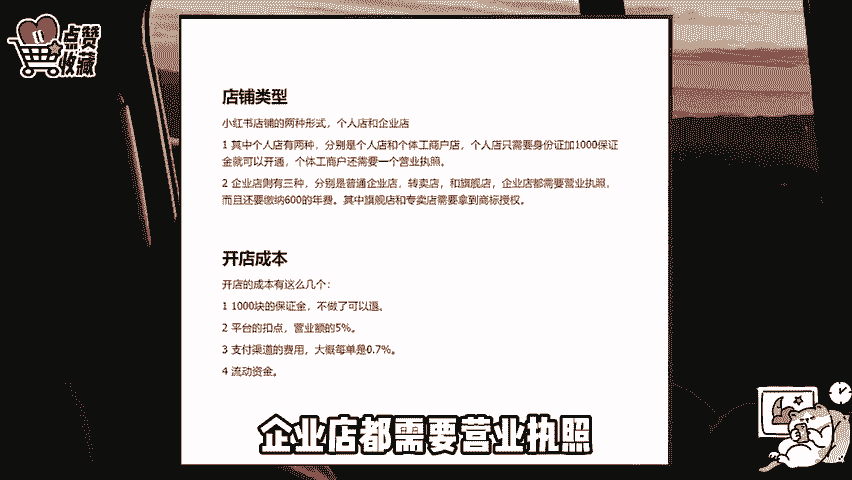 点赞
收藏
店铺类型
小红书店铺的两种形式，个人店和企业店
1 其中个人店有两种，分别是个人店和个体工商户店，个人店只需要身份证加1000保证
金就可以开通，个体工商户还需要一个营业执照。
2 企业店则有三种，分别是普通企业店，转卖店，和旗舰店，企业店都需要营业执照，
而且还要缴纳600的年费。其中旗舰店和专卖店需要拿到商标授权。
开店成本
开店的成本有这么几个：
1 1000块的保证金，不做了可以退。
2 平台的扣点，营业额的5%。
3 支付渠道的费用，大概每单是0.7%。
4 流动资金。
企业店都需要营业执照